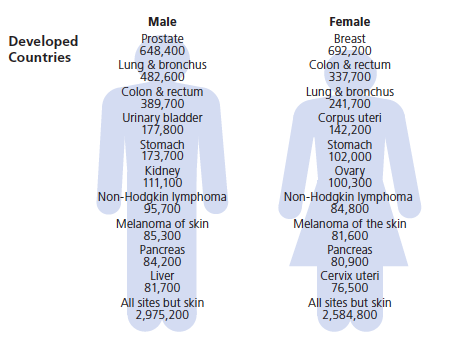 Male
Female
Developed
Countries
Prostate
648,400
Lung & bronchus
482,600
Colon & rectum
389,700
Urinary bladder
177,800
Stomach
173,700
Kidney
111,100
Non-Hodgkin lymphoma
95,700
Melanoma of skin
85,300
Pancreas
84,200
Liver
81,700
All sites but skin
2,975,200
Breast
692,200
Colon & rectum
337,700
Lung & bronchus
241,700
Corpus uteri
142,200
Stomach
102,000
Ovary
100,300
Non-Hodgkin lymphoma
84,800
Melanoma of the skin
81,600
Pancreas
80,900
Cervix uteri
76,500
All sites but skin
2,584,800